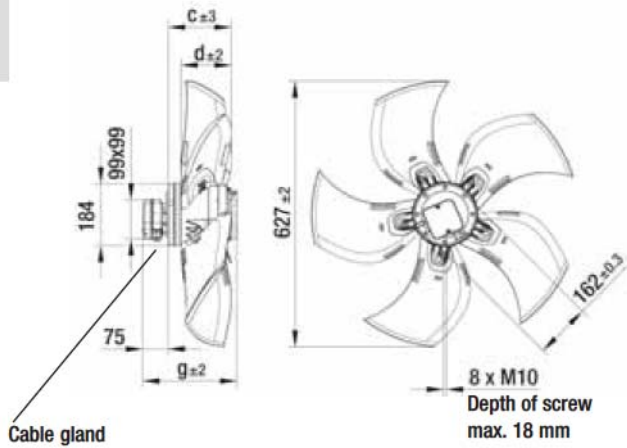 c±3
d±2
99x99
184
627 ±2
162±0.3
75
g±2
8 x M10
Depth of screw
max. 18 mm
Cable gland